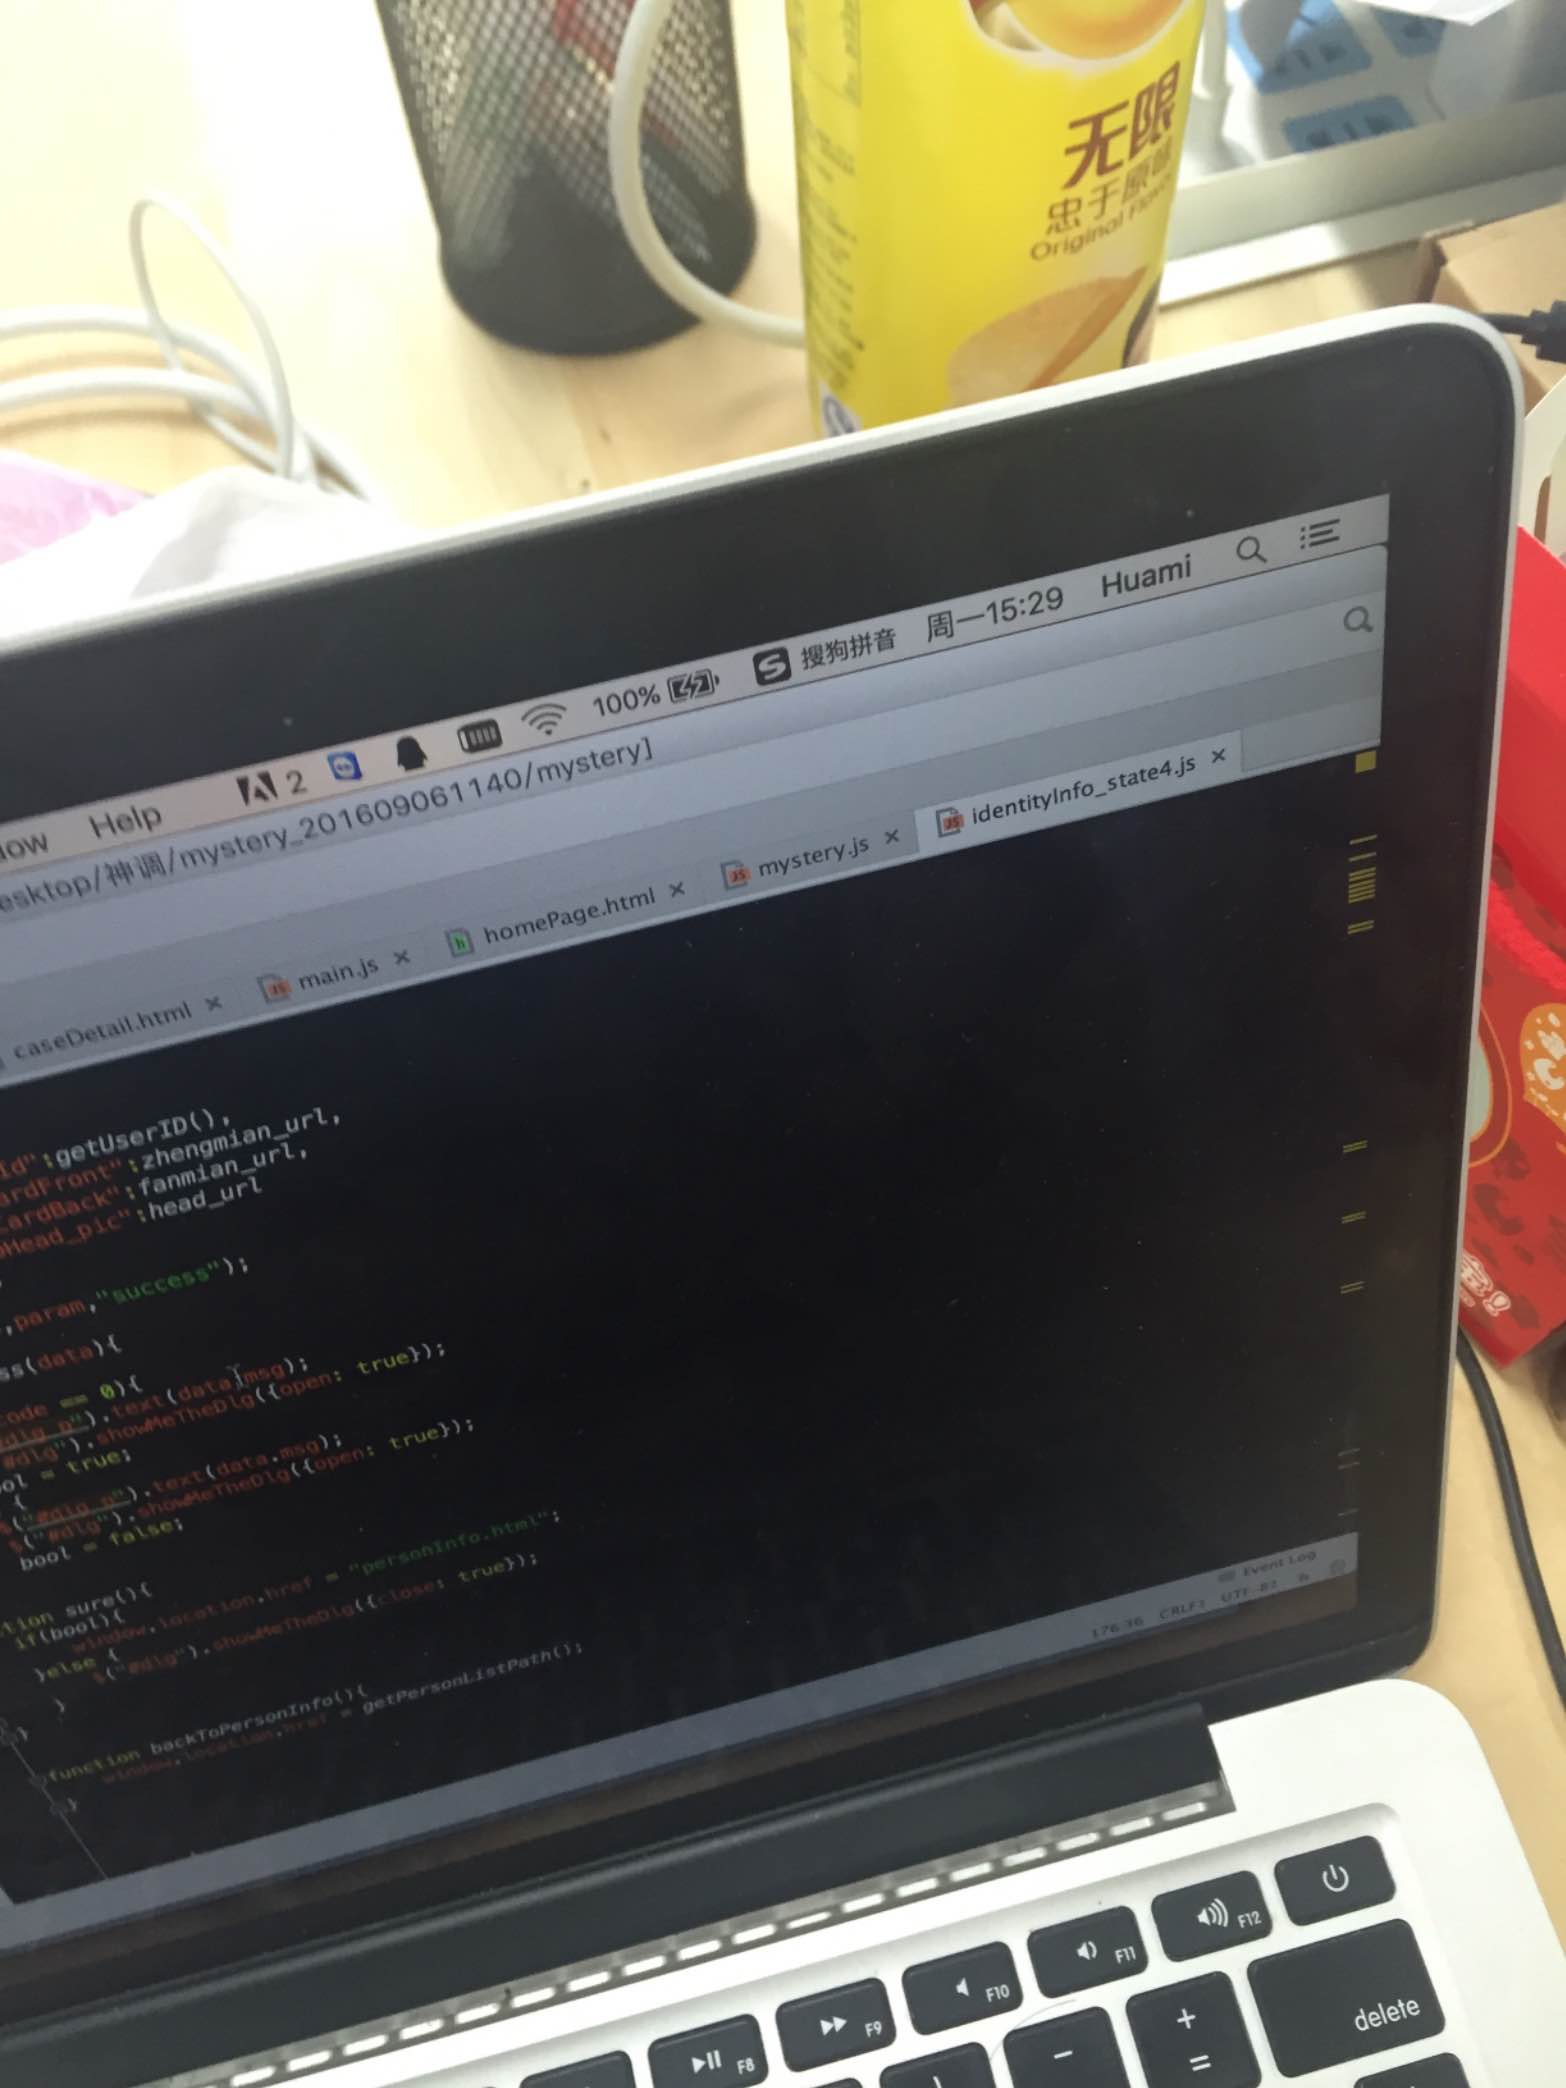 无限
忠于原味
Original Flavor
Help
2
100%
搜狗拼音
周一15:29
Huami
esktop/神调/mystery_201609061140/mystery]
caseDetail.html
main.js
homePage.html
mystery.js
identityInfo_state4.js
id":getUserID(),
ardFront":zhengmian_url,
ardBack":fanmian_url,
Head_pic":head_url
,param,"success");
ss(data){
code == 0){
dlg_p").text(data.msg);
#dlg").showMeTheDlg({open: true});
ol = true;
{
$("#dlg_p").text(data.msg);
$("#dlg").showMeTheDlg({open: true});
bool = false;
tion sure(){
if(bool){
window.location.href = "personInfo.html";
}else {
$("#dlg").showMeTheDlg({close: true});
}
}
function backToPersonInfo(){
window.location.href = getPersonListPath();
}
Event Log
176:36 CRLF UTF-8
F8
F9
F10
F11
F12
delete
+
=
-